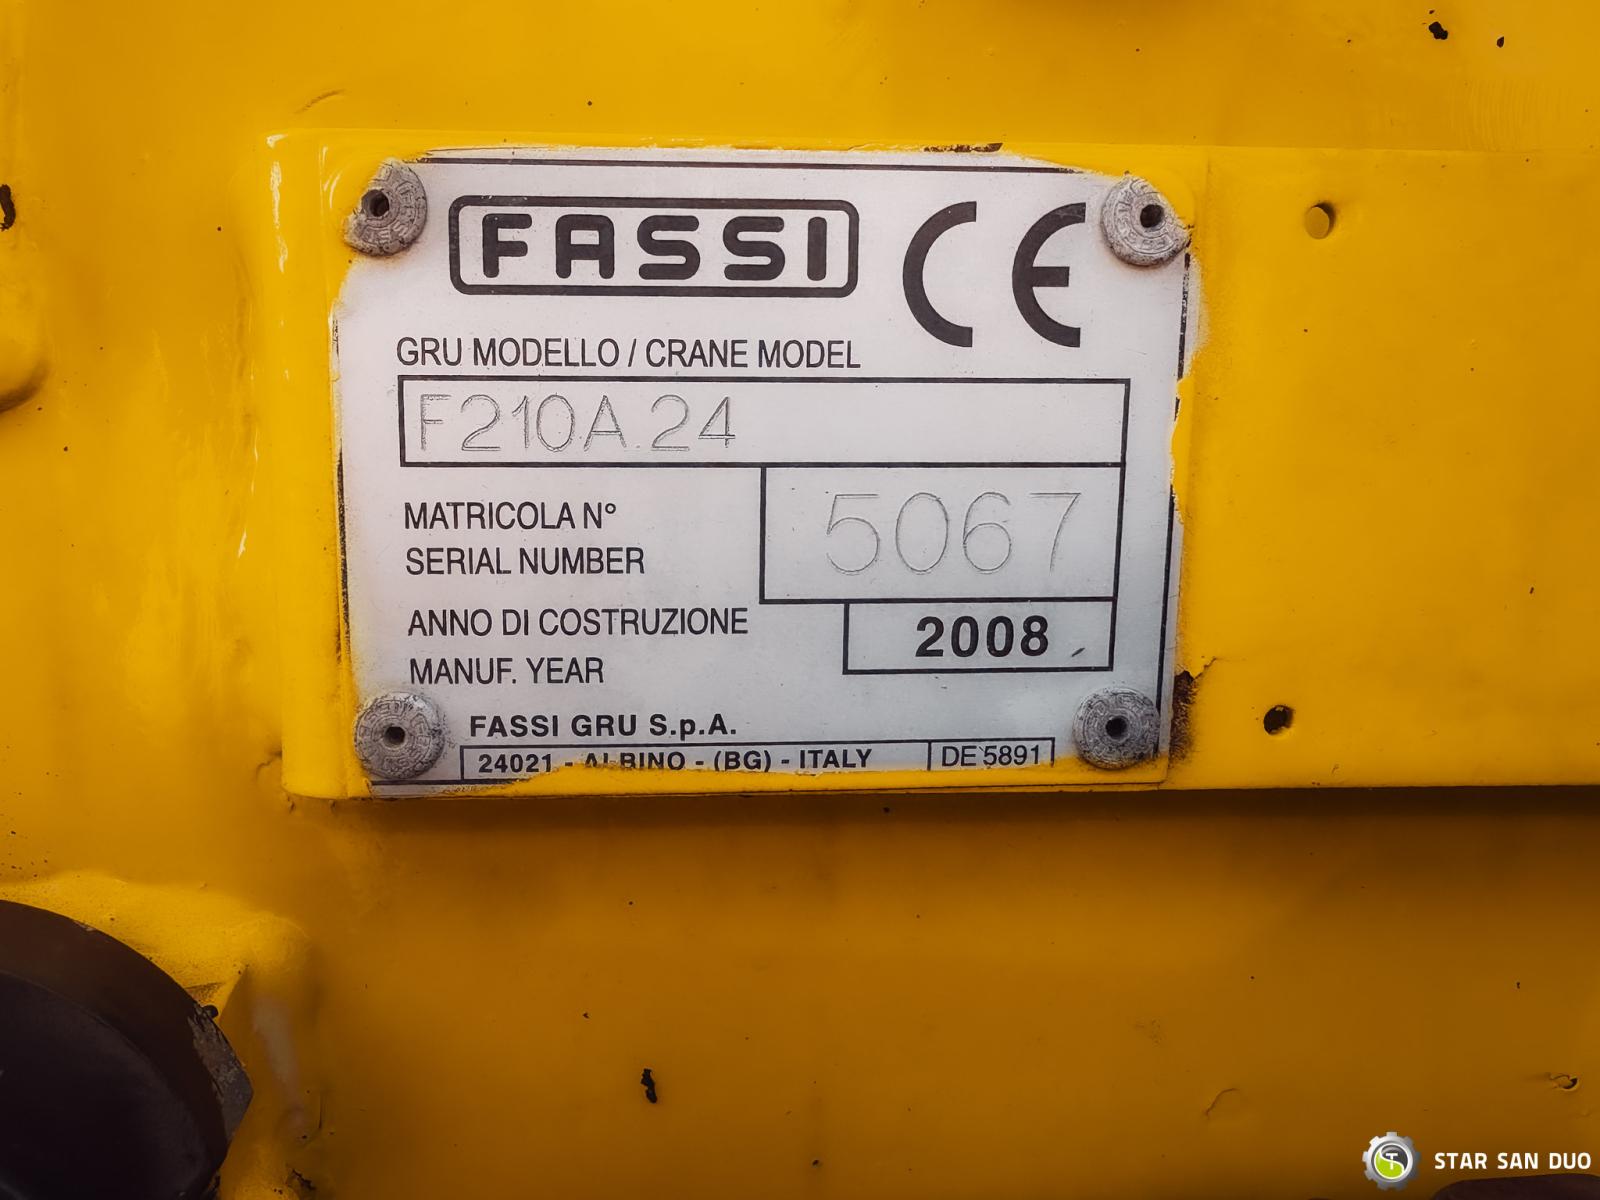 FASSI CE
GRU MODELLO / CRANE MODEL
F210A.24
MATRICOLA N°
SERIAL NUMBER
5067
ANNO DI COSTRUZIONE
MANUF. YEAR
2008
FASSI GRU S.p.A.
24021 - ALBINO - (BG) - ITALY DE 5891
STAR SAN DUO